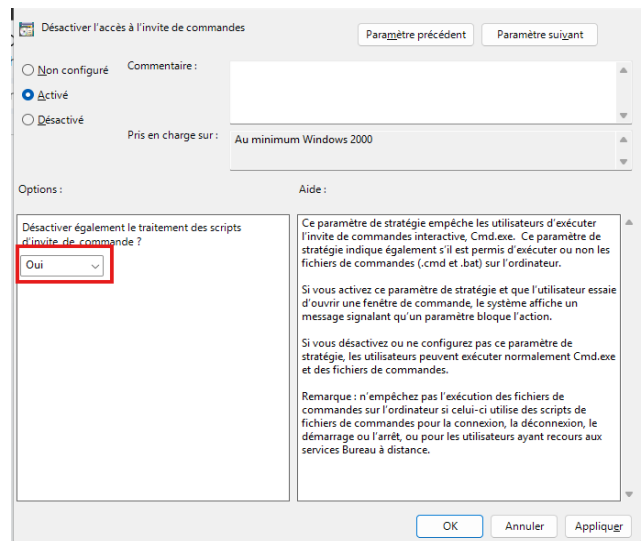 Désactiver l'accès à l'invite de commandes
Paramètre précédent
Paramètre suivant
Non configuré
Commentaire :
Activé
Désactivé
Pris en charge sur :
Au minimum Windows 2000
Options :
Aide :
Désactiver également le traitement des scripts
d'invite de commande ?
Oui
Ce paramètre de stratégie empêche les utilisateurs d'exécuter
l'invite de commandes interactive, Cmd.exe.  Ce paramètre de
stratégie indique également s'il est permis d'exécuter ou non les
fichiers de commandes (.cmd et .bat) sur l'ordinateur.
Si vous activez ce paramètre de stratégie et que l'utilisateur essaie
d'ouvrir une fenêtre de commande, le système affiche un
message signalant qu'un paramètre bloque l'action.
Si vous désactivez ou ne configurez pas ce paramètre de
stratégie, les utilisateurs peuvent exécuter normalement Cmd.exe
et des fichiers de commandes.
Remarque : n'empêchez pas l'exécution des fichiers de
commandes sur l'ordinateur si celui-ci utilise des scripts de
fichiers de commandes pour la connexion, la déconnexion, le
démarrage ou l'arrêt, ou pour les utilisateurs ayant recours aux
services Bureau à distance.
OK
Annuler
Appliquer